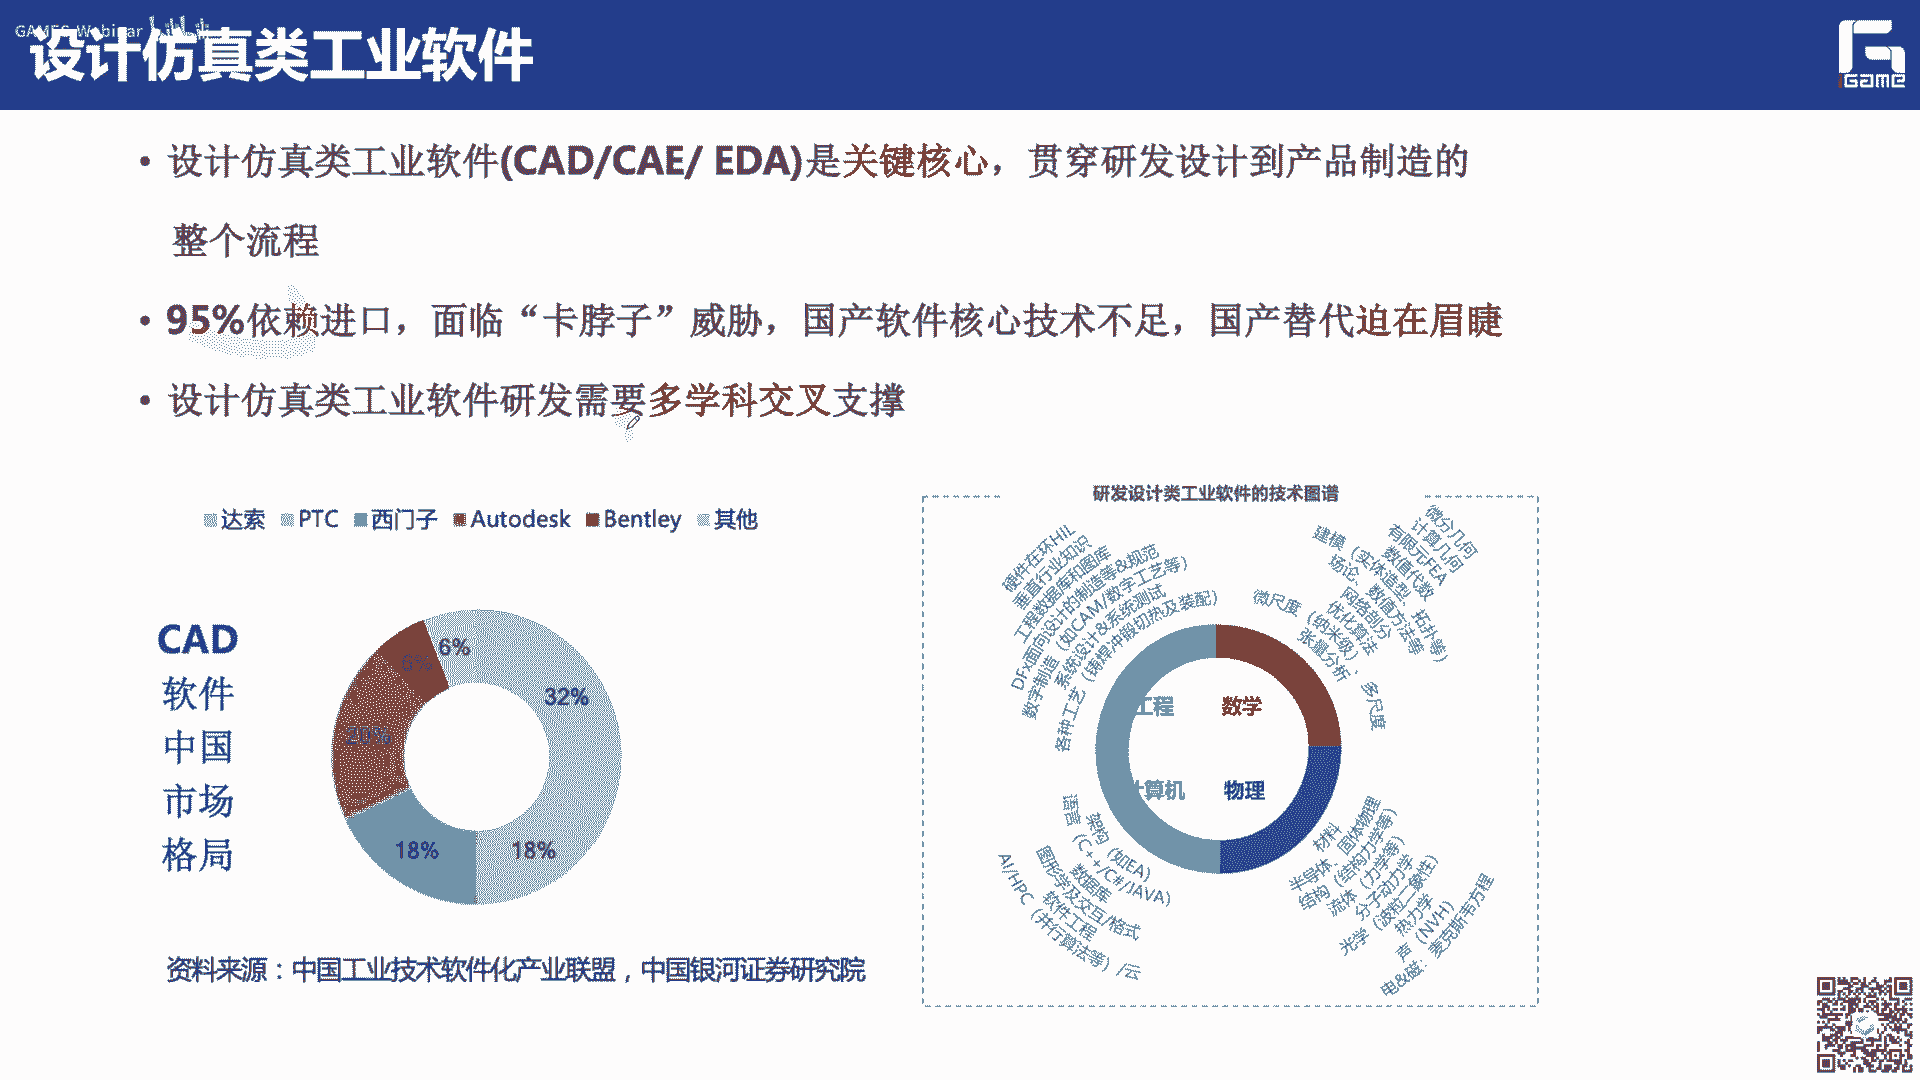 GAMES Webinar
设计仿真类工业软件
iGame
• 设计仿真类工业软件(CAD/CAE/ EDA)是关键核心，贯穿研发设计到产品制造的
整个流程
• 95%依赖进口，面临“卡脖子”威胁，国产软件核心技术不足，国产替代迫在眉睫
• 设计仿真类工业软件研发需要多学科交叉支撑
达索 PTC 西门子 Autodesk Bentley 其他
CAD
软件
中国
市场
格局
6%
6%
32%
20%
18%
18%
资料来源：中国工业技术软件化产业联盟，中国银河证券研究院
研发设计类工业软件的技术图谱
硬件在环HIL
垂直行业知识
工程数据库和图库
DFx面向设计的制造等&规范
数字制造（如CAM/数字工艺等）
系统设计&系统测试
各种工艺（铸焊冲锻切热及装配）
微分几何
计算几何
有限元FEA
数值代数
建模（实体造型、拓扑等）
场论、数值方法等
网络剖分
优化算法
张量分析
微尺度（纳米级）、多尺度
工程
数学
计算机
物理
语言（C++/C#/JAVA）
架构（如EA）
数据库
图形学及交互/格式
软件工程
AI/HPC（并行算法等）/云
材料
半导体、固体物理
结构（结构力学等）
流体（力学等）
分子动力学
光学（波粒二象性）
热力学
声（NVH）
电&磁：麦克斯韦方程